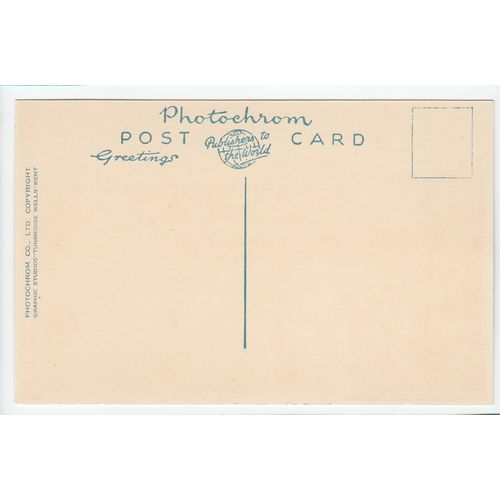 Photochrom
POST CARD
Publishers to
the World
Greetings
PHOTOCHROM CO., LTD. COPYRIGHT
GRAPHIC STUDIOS—TUNBRIDGE WELLS—KENT